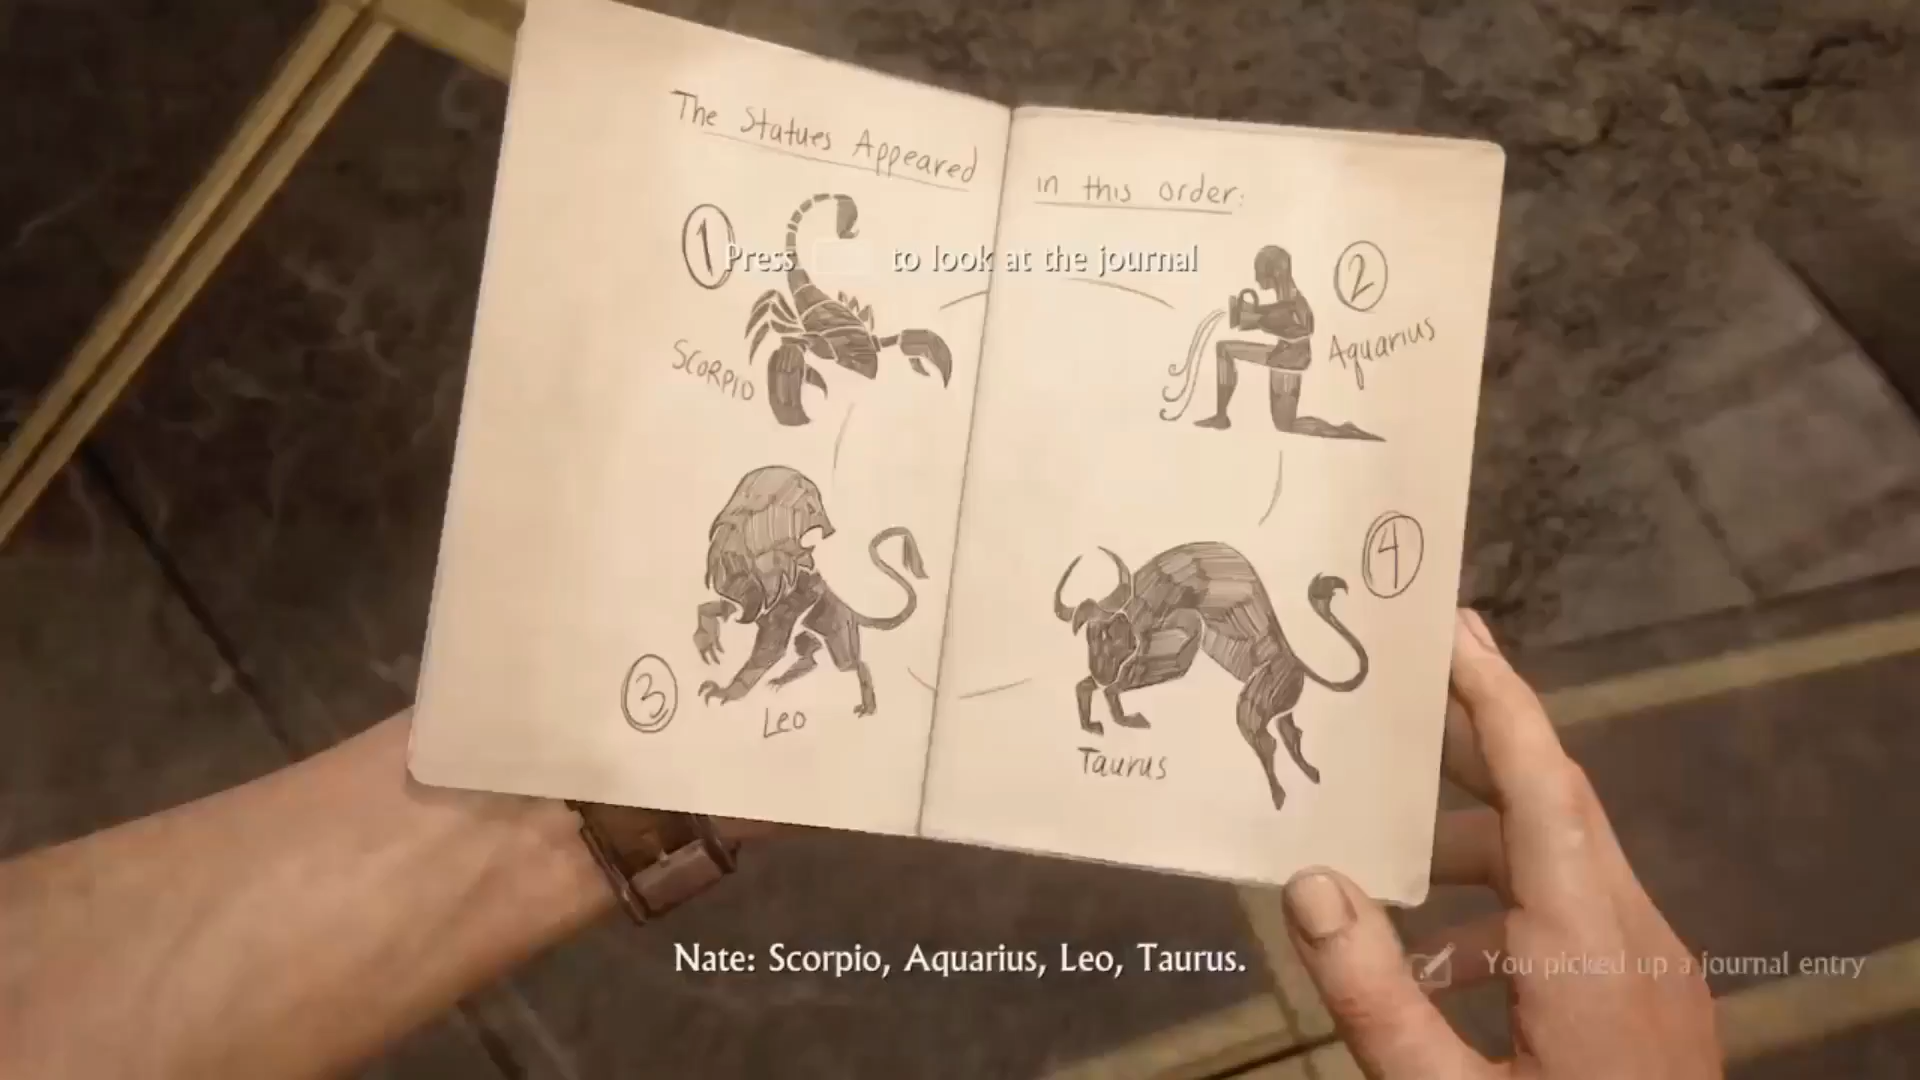 The Statues Appeared
in this order:
1
Press to look at the journal
2
SCORPIO
Aquarius
3
Leo
4
Taurus
Nate: Scorpio, Aquarius, Leo, Taurus.
You picked up a journal entry